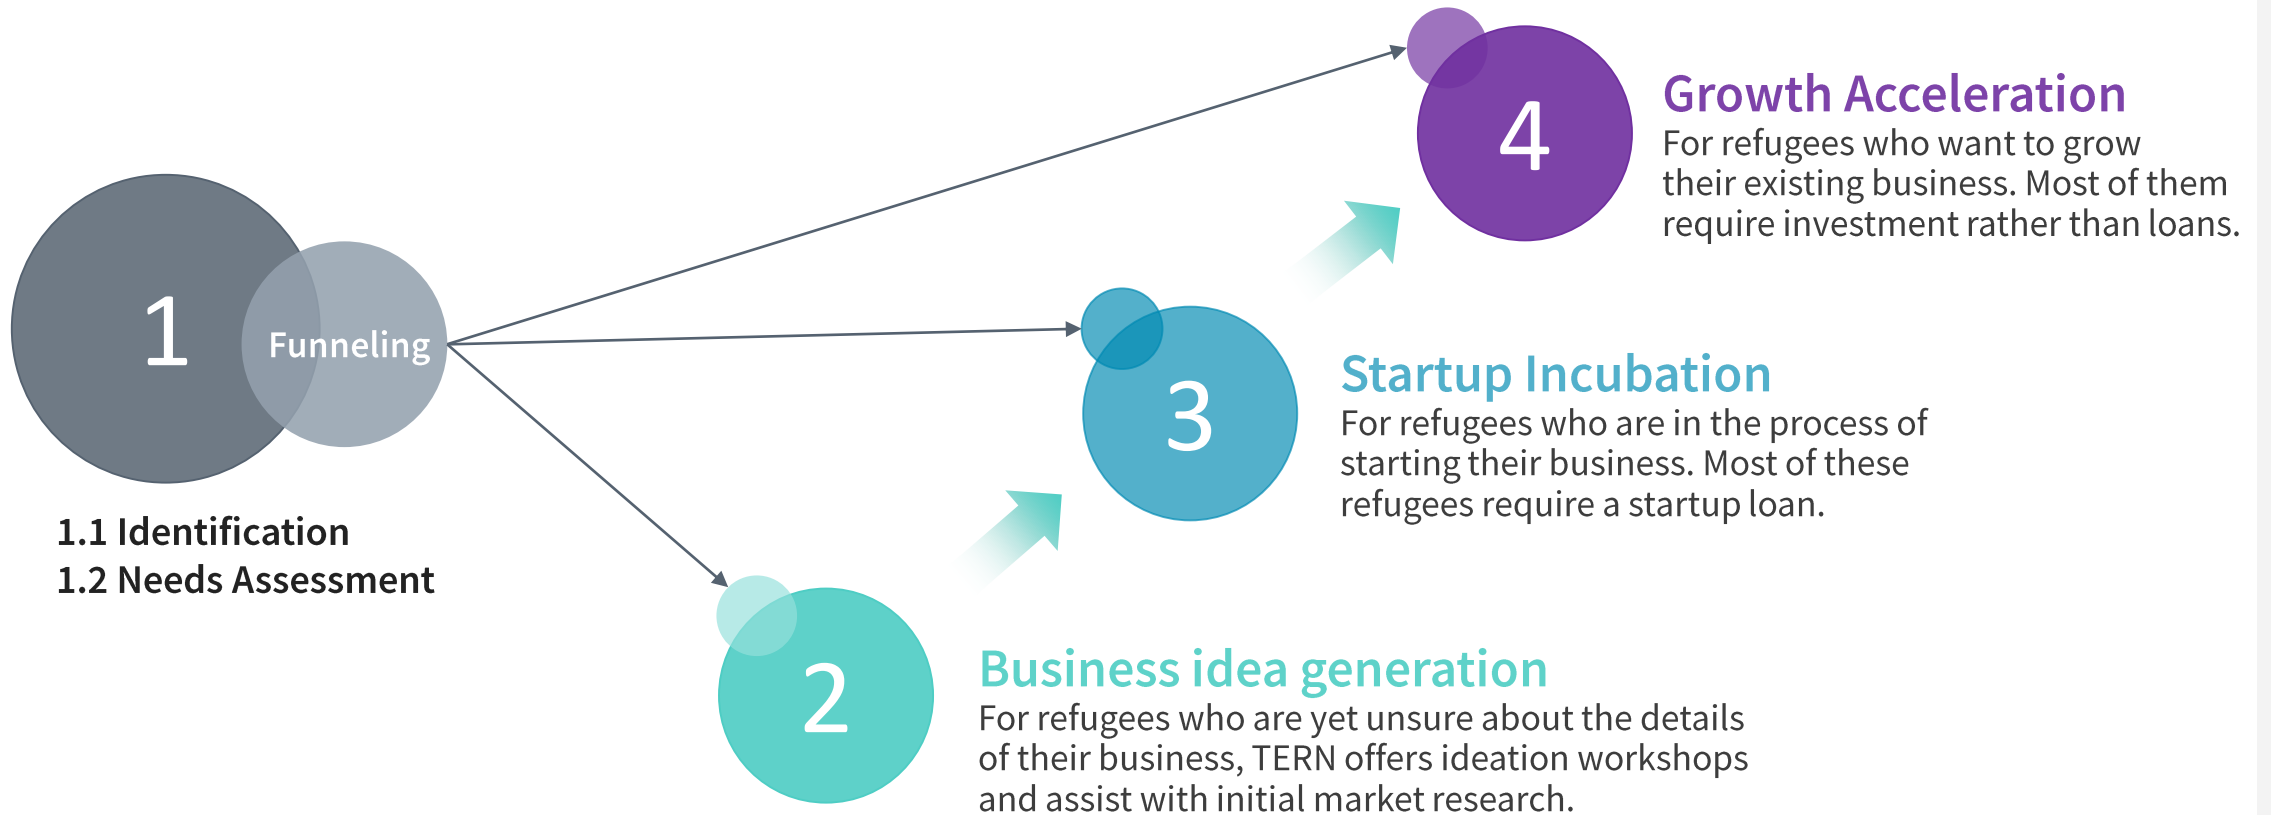 1
Funneling
1.1 Identification
1.2 Needs Assessment
2
Business idea generation
For refugees who are yet unsure about the details
of their business, TERN offers ideation workshops
and assist with initial market research.
3
Startup Incubation
For refugees who are in the process of
starting their business. Most of these
refugees require a startup loan.
4
Growth Acceleration
For refugees who want to grow
their existing business. Most of them
require investment rather than loans.